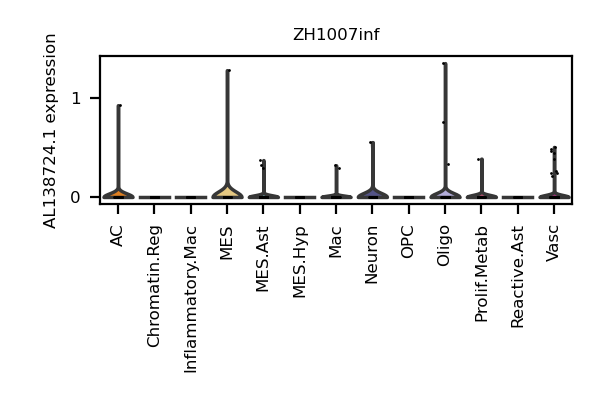 ZH1007inf
AL138724.1 expression
1
0
AC
Chromatin.Reg
Inflammatory.Mac
MES
MES.Ast
MES.Hyp
Mac
Neuron
OPC
Oligo
Prolif.Metab
Reactive.Ast
Vasc